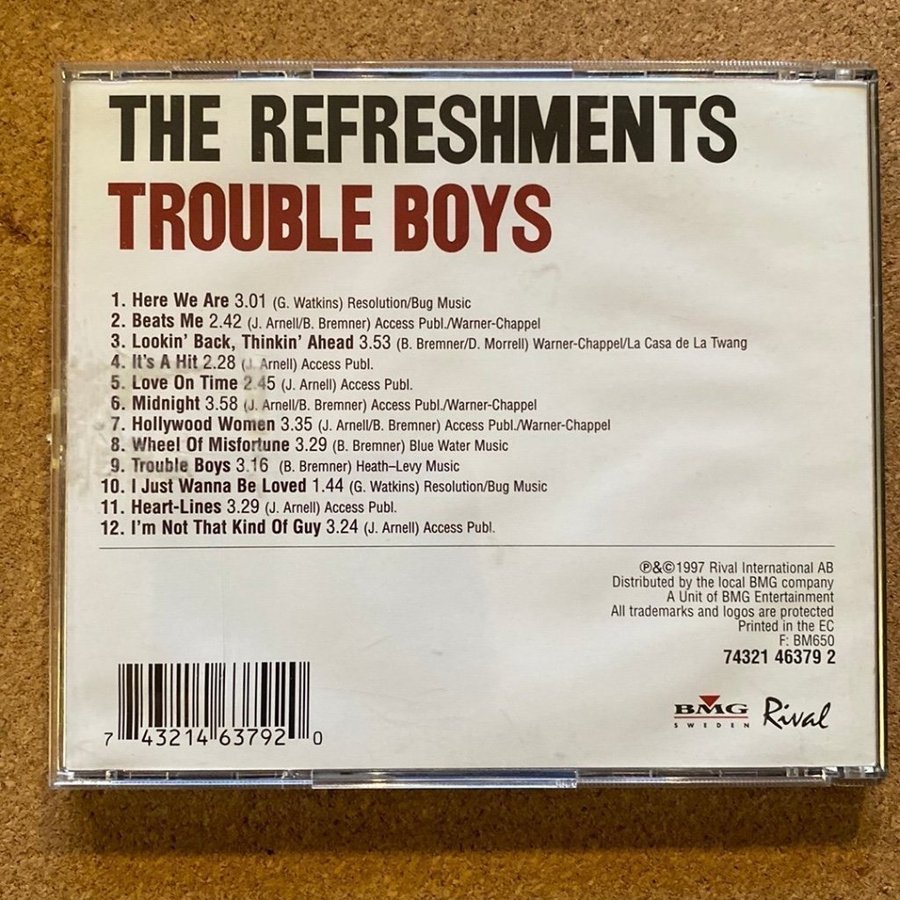 THE REFRESHMENTS
TROUBLE BOYS
1. Here We Are 3.01 (G. Watkins) Resolution/Bug Music
2. Beats Me 2.42 (J. Arnell/B. Bremner) Access Publ./Warner-Chappel
3. Lookin' Back, Thinkin' Ahead 3.53 (B. Bremner/D. Morrell) Warner-Chappel/La Casa de La Twang
4. It's A Hit 2.28 (J. Arnell) Access Publ.
5. Love On Time 2.45 (J. Arnell) Access Publ.
6. Midnight 3.58 (J. Arnell/B. Bremner) Access Publ./Warner-Chappel
7. Hollywood Women 3.35 (J. Arnell/B. Bremner) Access Publ./Warner-Chappel
8. Wheel Of Misfortune 3.29 (B. Bremner) Blue Water Music
9. Trouble Boys 3.16 (B. Bremner) Heath–Levy Music
10. I Just Wanna Be Loved 1.44 (G. Watkins) Resolution/Bug Music
11. Heart-Lines 3.29 (J. Arnell) Access Publ.
12. I'm Not That Kind Of Guy 3.24 (J. Arnell) Access Publ.
℗&©1997 Rival International AB
Distributed by the local BMG company
A Unit of BMG Entertainment
All trademarks and logos are protected
Printed in the EC
F: BM650
74321 46379 2
BMG
SWEDEN
Rival
7 43214 63792 0